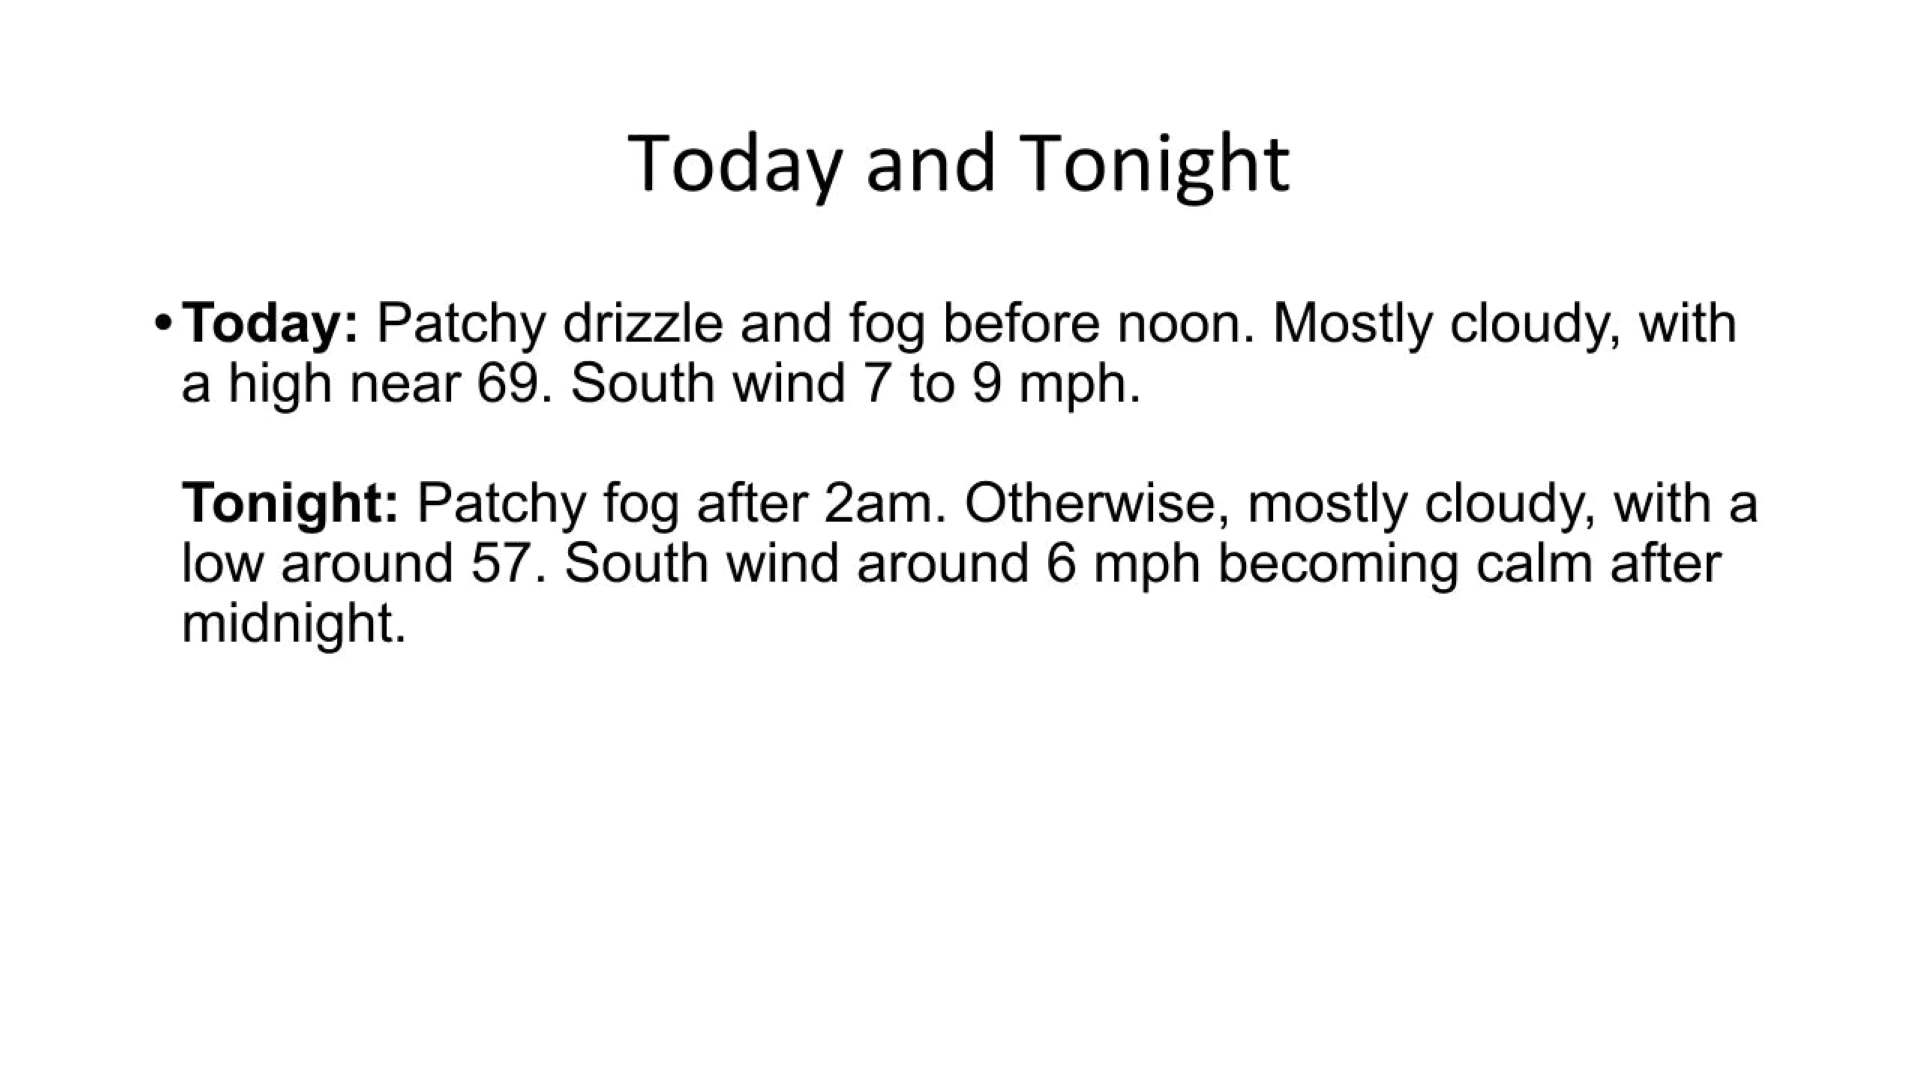 Today and Tonight
• Today: Patchy drizzle and fog before noon. Mostly cloudy, with
a high near 69. South wind 7 to 9 mph.
Tonight: Patchy fog after 2am. Otherwise, mostly cloudy, with a
low around 57. South wind around 6 mph becoming calm after
midnight.